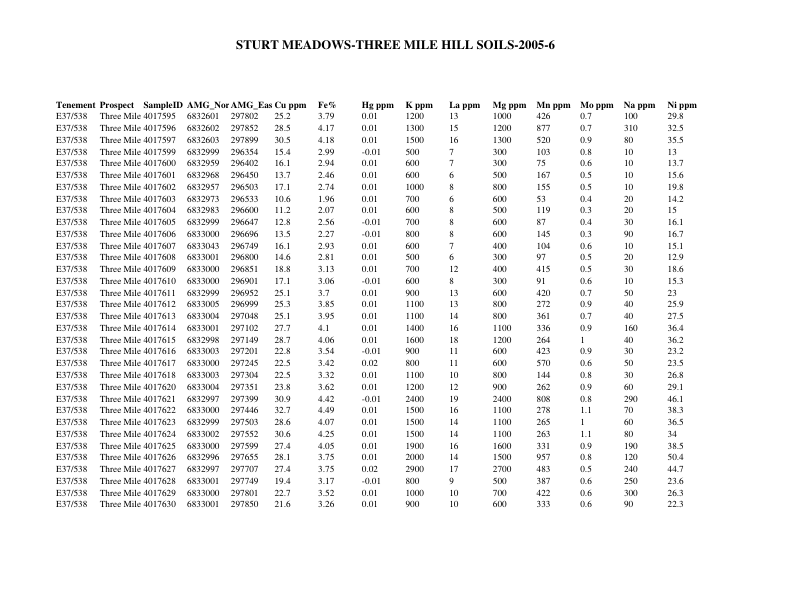 STURT MEADOWS-THREE MILE HILL SOILS-2005-6
Tenement Prospect SampleID AMG_Nor AMG_Eas Cu ppm Fe% Hg ppm K ppm La ppm Mg ppm Mn ppm Mo ppm Na ppm Ni ppm
E37/538 Three Mile 4017595 6832601 297802 25.2 3.79 0.01 1200 13 1000 426 0.7 100 29.8
E37/538 Three Mile 4017596 6832602 297852 28.5 4.17 0.01 1300 15 1200 877 0.7 310 32.5
E37/538 Three Mile 4017597 6832603 297899 30.5 4.18 0.01 1500 16 1300 520 0.9 80 35.5
E37/538 Three Mile 4017599 6832999 296354 15.4 2.99 -0.01 500 7 300 103 0.8 10 13
E37/538 Three Mile 4017600 6832959 296402 16.1 2.94 0.01 600 7 300 75 0.6 10 13.7
E37/538 Three Mile 4017601 6832968 296450 13.7 2.46 0.01 600 6 500 167 0.5 10 15.6
E37/538 Three Mile 4017602 6832957 296503 17.1 2.74 0.01 1000 8 800 155 0.5 10 19.8
E37/538 Three Mile 4017603 6832973 296533 10.6 1.96 0.01 700 6 600 53 0.4 20 14.2
E37/538 Three Mile 4017604 6832983 296600 11.2 2.07 0.01 600 8 500 119 0.3 20 15
E37/538 Three Mile 4017605 6832999 296647 12.8 2.56 -0.01 700 8 600 87 0.4 30 16.1
E37/538 Three Mile 4017606 6833000 296696 13.5 2.27 -0.01 800 8 600 145 0.3 90 16.7
E37/538 Three Mile 4017607 6833043 296749 16.1 2.93 0.01 600 7 400 104 0.6 10 15.1
E37/538 Three Mile 4017608 6833001 296800 14.6 2.81 0.01 500 6 300 97 0.5 20 12.9
E37/538 Three Mile 4017609 6833000 296851 18.8 3.13 0.01 700 12 400 415 0.5 30 18.6
E37/538 Three Mile 4017610 6833000 296901 17.1 3.06 -0.01 600 8 300 91 0.6 10 15.3
E37/538 Three Mile 4017611 6832999 296952 25.1 3.7 0.01 900 13 600 420 0.7 50 23
E37/538 Three Mile 4017612 6833005 296999 25.3 3.85 0.01 1100 13 800 272 0.9 40 25.9
E37/538 Three Mile 4017613 6833004 297048 25.1 3.95 0.01 1100 14 800 361 0.7 40 27.5
E37/538 Three Mile 4017614 6833001 297102 27.7 4.1 0.01 1400 16 1100 336 0.9 160 36.4
E37/538 Three Mile 4017615 6832998 297149 28.7 4.06 0.01 1600 18 1200 264 1 40 36.2
E37/538 Three Mile 4017616 6833003 297201 22.8 3.54 -0.01 900 11 600 423 0.9 30 23.2
E37/538 Three Mile 4017617 6833000 297245 22.5 3.42 0.02 800 11 600 570 0.6 50 23.5
E37/538 Three Mile 4017618 6833003 297304 22.5 3.32 0.01 1100 10 800 144 0.8 30 26.8
E37/538 Three Mile 4017620 6833004 297351 23.8 3.62 0.01 1200 12 900 262 0.9 60 29.1
E37/538 Three Mile 4017621 6832997 297399 30.9 4.42 -0.01 2400 19 2400 808 0.8 290 46.1
E37/538 Three Mile 4017622 6833000 297446 32.7 4.49 0.01 1500 16 1100 278 1.1 70 38.3
E37/538 Three Mile 4017623 6832999 297503 28.6 4.07 0.01 1500 14 1100 265 1 60 36.5
E37/538 Three Mile 4017624 6833002 297552 30.6 4.25 0.01 1500 14 1100 263 1.1 80 34
E37/538 Three Mile 4017625 6833000 297599 27.4 4.05 0.01 1900 16 1600 331 0.9 190 38.5
E37/538 Three Mile 4017626 6832996 297655 28.1 3.75 0.01 2000 14 1500 957 0.8 120 50.4
E37/538 Three Mile 4017627 6832997 297707 27.4 3.75 0.02 2900 17 2700 483 0.5 240 44.7
E37/538 Three Mile 4017628 6833001 297749 19.4 3.17 -0.01 800 9 500 387 0.6 250 23.6
E37/538 Three Mile 4017629 6833000 297801 22.7 3.52 0.01 1000 10 700 422 0.6 300 26.3
E37/538 Three Mile 4017630 6833001 297850 21.6 3.26 0.01 900 10 600 333 0.6 90 22.3